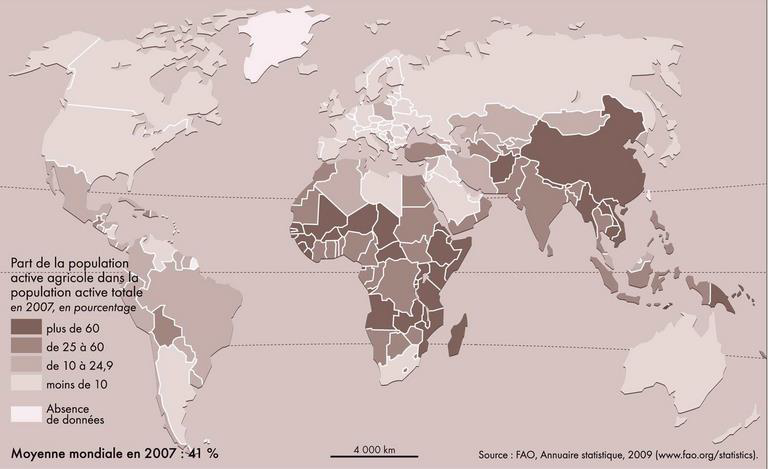 Part de la population
active agricole dans la
population active totale
en 2007, en pourcentage
plus de 60
de 25 à 60
de 10 à 24,9
moins de 10
Absence
de données
Moyenne mondiale en 2007 : 41 %
4 000 km
Source : FAO, Annuaire statistique, 2009 (www.fao.org/statistics).